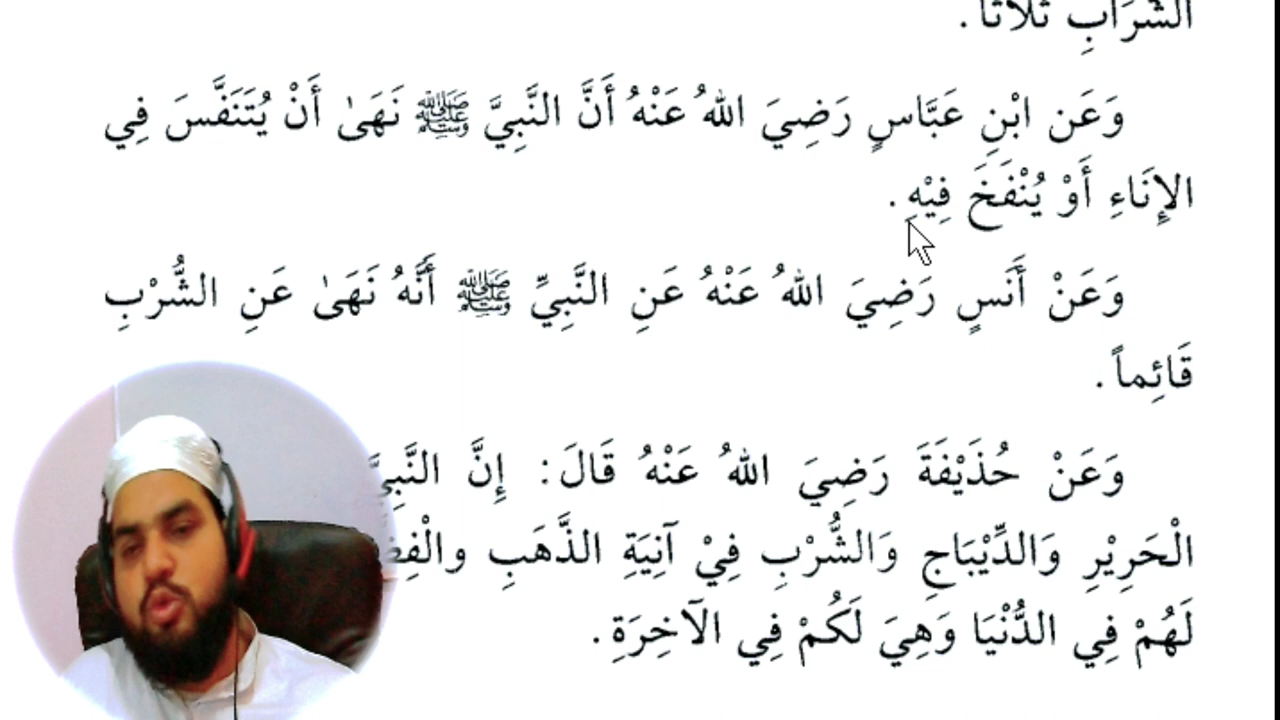 الشَّرَابِ ثَلَاثًا.
وَعَن ابْنِ عَبَّاسٍ رَضِيَ اللهُ عَنْهُ أَنَّ النَّبِيَّ ﷺ نَهَىٰ أَنْ يُتَنَفَّسَ فِي
الإِنَاءِ أَوْ يُنْفَخَ فِيْهِ.
وَعَنْ أَنَسٍ رَضِيَ اللهُ عَنْهُ عَنِ النَّبِيِّ ﷺ أَنَّهُ نَهَىٰ عَنِ الشُّرْبِ
قَائِماً.
وَعَنْ حُذَيْفَةَ رَضِيَ اللهُ عَنْهُ قَالَ: إِنَّ النَّبِيَّ
الْحَرِيْرِ وَالدِّيْبَاجِ وَالشُّرْبِ فِيْ آنِيَةِ الذَّهَبِ
لَهُمْ فِي الدُّنْيَا وَهِيَ لَكُمْ فِي الآخِرَةِ.